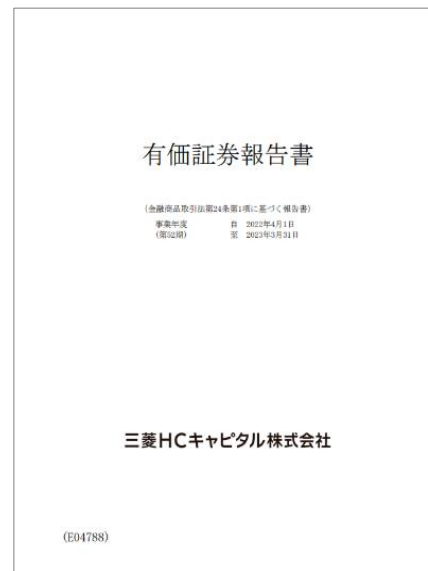 有価証券報告書
(金融商品取引法第24条第1項に基づく報告書)
事業年度 自 2022年4月1日
(第52期) 至 2023年3月31日
三菱HCキャピタル株式会社
(E04788)